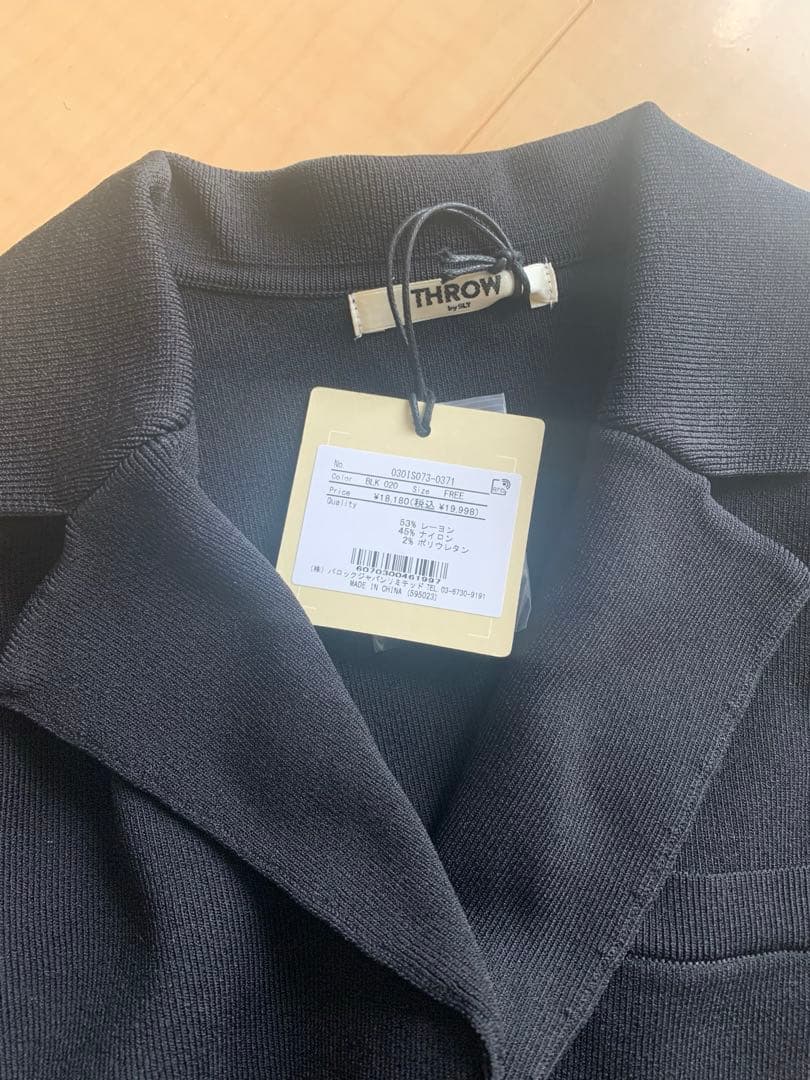 THROW
by SLY
No. 030IS073-0371
Color BLK 020 Size FREE
Price ¥18,180(税込 ¥19,998)
Quality
53% レーヨン
45% ナイロン
2% ポリウレタン
6070300461997
(株) バロックジャパンリミテッド TEL.03-6730-9191
MADE IN CHINA (595023)